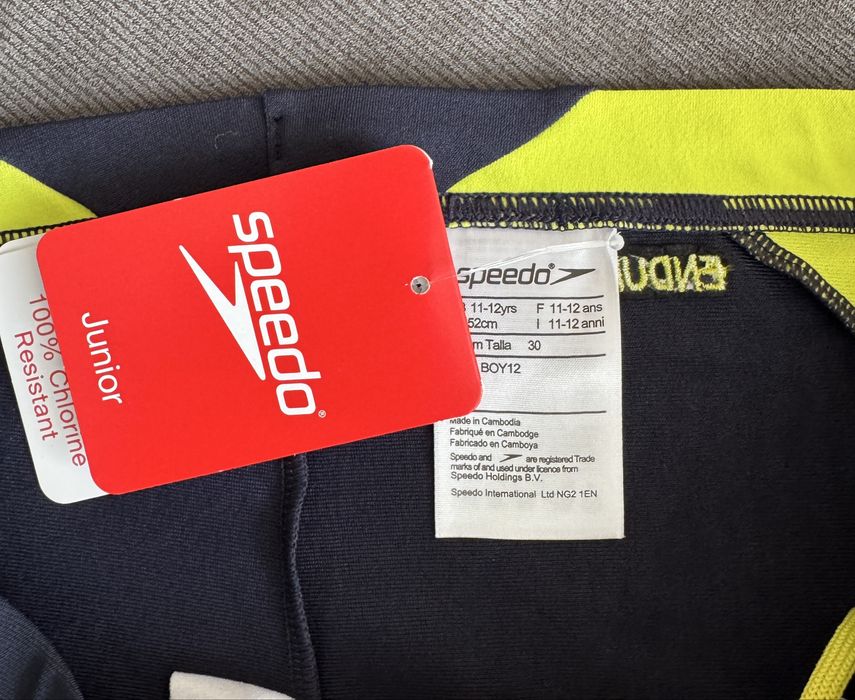 speedo®
Junior
100% Chlorine
Resistant
speedo®
11-12yrs F 11-12 ans
52cm I 11-12 anni
Talla 30
BOY12
Made in Cambodia
Fabriqué en Cambodge
Fabricado en Camboya
Speedo and are registered Trade
marks of and used under licence from
Speedo Holdings B.V.
Speedo International Ltd NG2 1EN